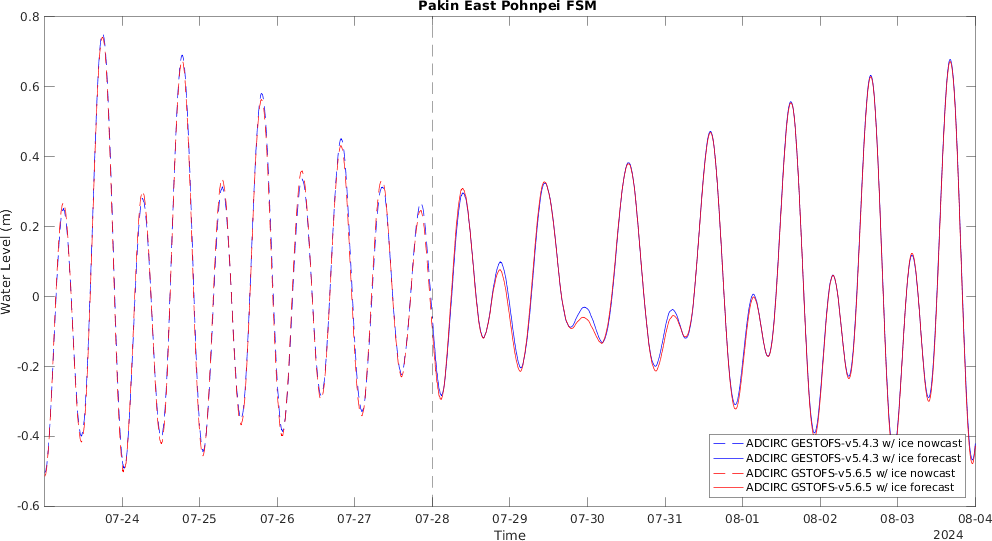 Pakin East Pohnpei FSM
0.8
0.6
0.4
0.2
0
-0.2
-0.4
-0.6
Water Level (m)
07-24 07-25 07-26 07-27 07-28 07-29 07-30 07-31 08-01 08-02 08-03 08-04
Time
2024
ADCIRC GESTOFS-v5.4.3 w/ ice nowcast
ADCIRC GESTOFS-v5.4.3 w/ ice forecast
ADCIRC GSTOFS-v5.6.5 w/ ice nowcast
ADCIRC GSTOFS-v5.6.5 w/ ice forecast